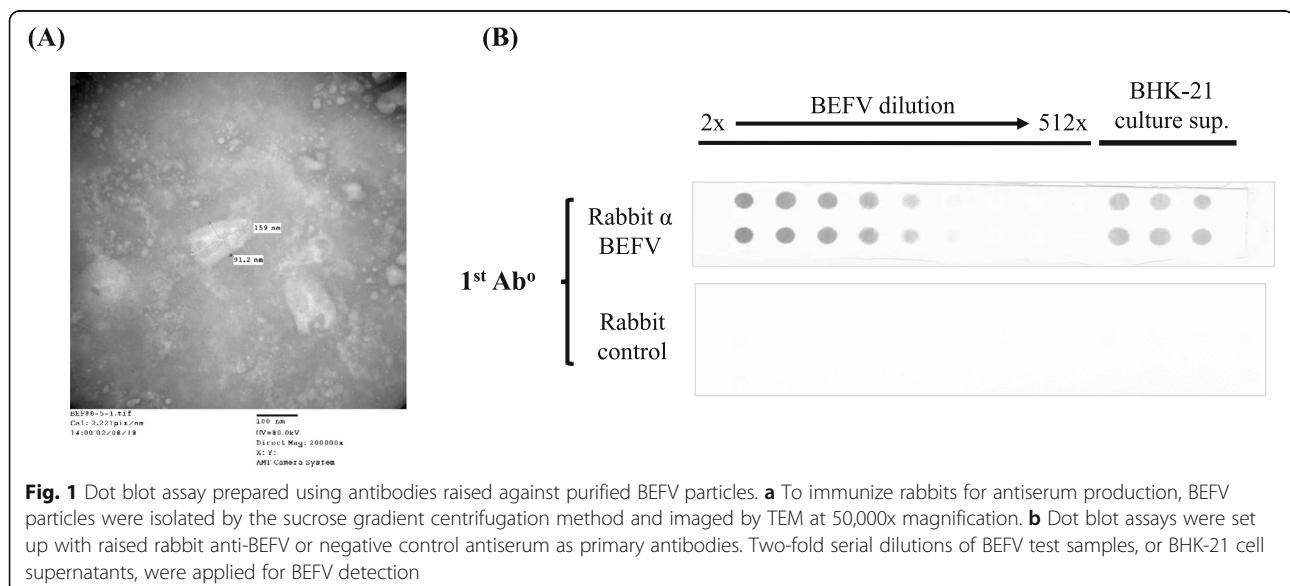 (A)
(B)
159 nm
91.2 nm
BEF88-5-1.tif
Cal: 2.221pix/nm
14:00 02/08/18
100 nm
HV=80.0kV
Direct Mag: 200000x
X: Y:
AMT Camera System
BEFV dilution
2x
512x
BHK-21
culture sup.
1st Abo
Rabbit α
BEFV
Rabbit
control
Fig. 1 Dot blot assay prepared using antibodies raised against purified BEFV particles. a To immunize rabbits for antiserum production, BEFV
particles were isolated by the sucrose gradient centrifugation method and imaged by TEM at 50,000x magnification. b Dot blot assays were set
up with raised rabbit anti-BEFV or negative control antiserum as primary antibodies. Two-fold serial dilutions of BEFV test samples, or BHK-21 cell
supernatants, were applied for BEFV detection